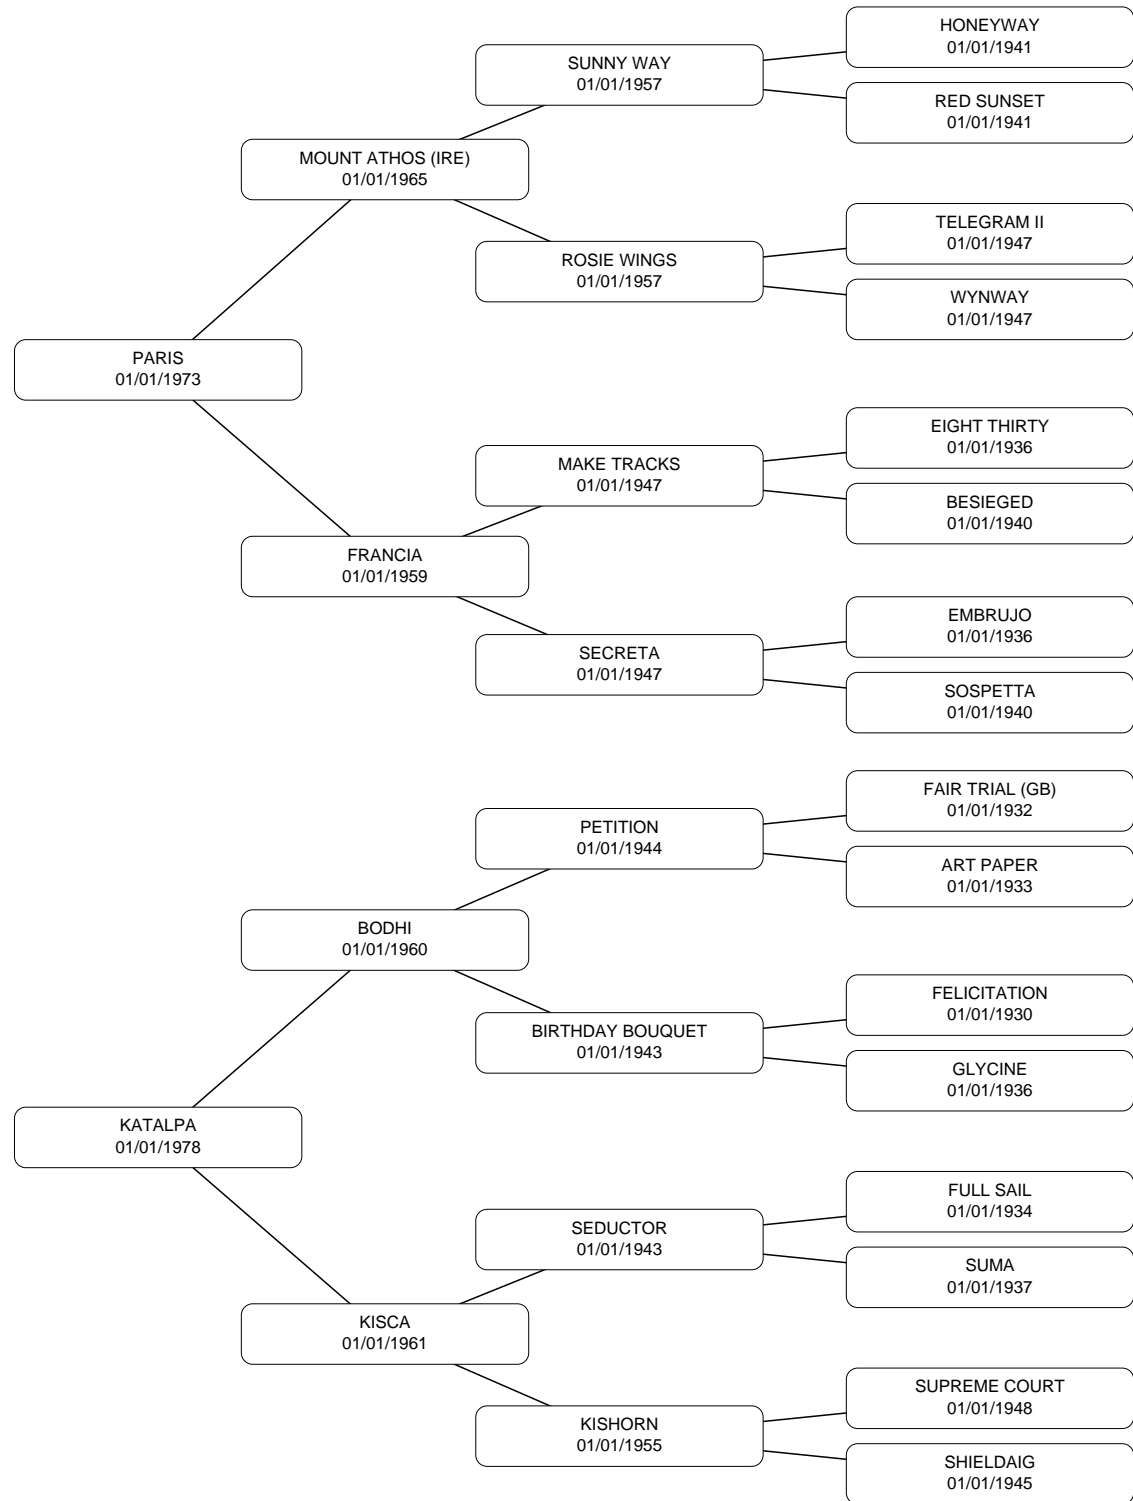 HONEYWAY
01/01/1941
SUNNY WAY
01/01/1957
RED SUNSET
01/01/1941
MOUNT ATHOS (IRE)
01/01/1965
TELEGRAM II
01/01/1947
ROSIE WINGS
01/01/1957
WYNWAY
01/01/1947
PARIS
01/01/1973
EIGHT THIRTY
01/01/1936
MAKE TRACKS
01/01/1947
BESIEGED
01/01/1940
FRANCIA
01/01/1959
EMBRUJO
01/01/1936
SECRETA
01/01/1947
SOSPETTA
01/01/1940
FAIR TRIAL (GB)
01/01/1932
PETITION
01/01/1944
ART PAPER
01/01/1933
BODHI
01/01/1960
FELICITATION
01/01/1930
BIRTHDAY BOUQUET
01/01/1943
GLYCINE
01/01/1936
KATALPA
01/01/1978
FULL SAIL
01/01/1934
SEDUCTOR
01/01/1943
SUMA
01/01/1937
KISCA
01/01/1961
SUPREME COURT
01/01/1948
KISHORN
01/01/1955
SHIELDAIG
01/01/1945